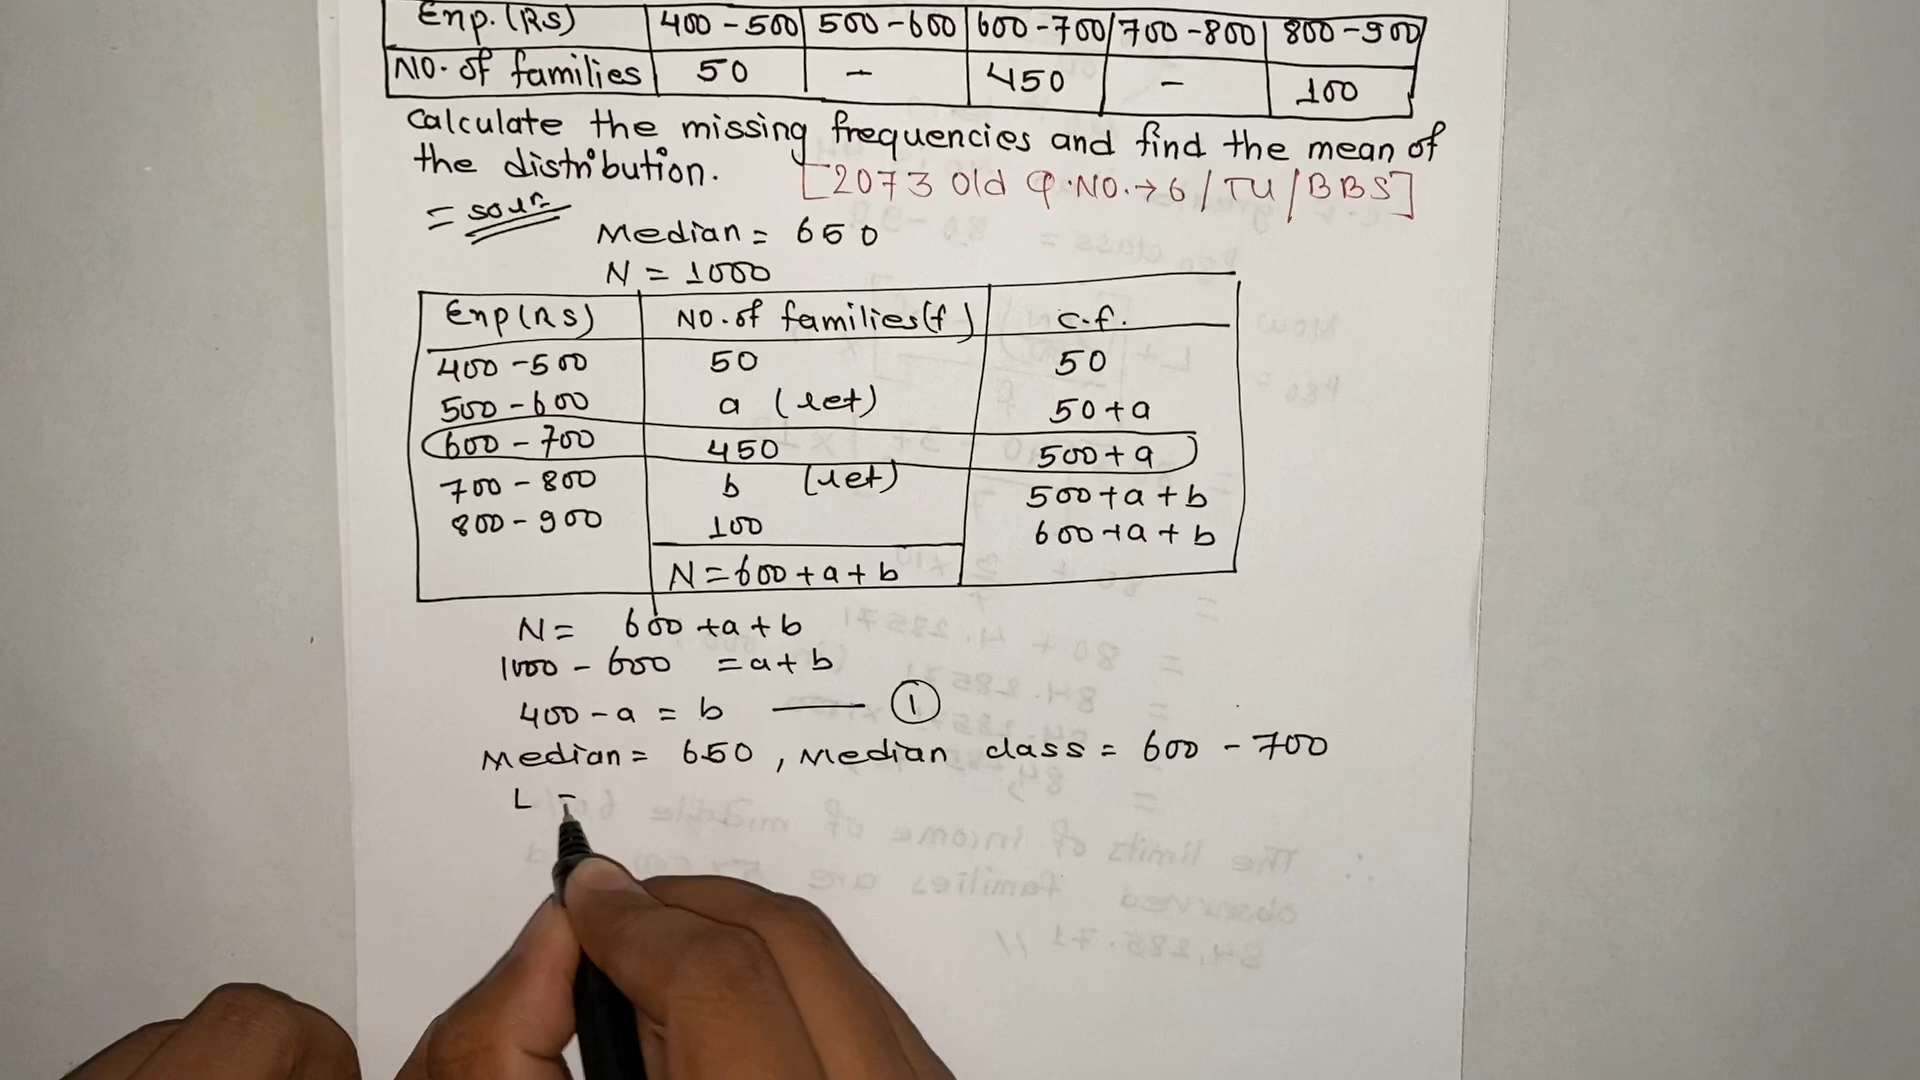 Exp. (RS) 400 - 500 500 - 600 600 - 700 700 - 800 800 - 900
NO. of families 50 - 450 - 100
calculate the missing frequencies and find the mean of
the distribution. [2073 Old Q.NO.→6 / TU / BBS]
= soln
Median = 650
N = 1000
Exp (RS) NO. of families (f) c.f.
400 - 500 50 50
500 - 600 a (let) 50 + a
600 - 700 450 500 + a
700 - 800 b (let) 500 + a + b
800 - 900 100 600 + a + b
N = 600 + a + b
N = 600 + a + b
1000 - 600 = a + b
400 - a = b —— ①
Median = 650 , Median class = 600 - 700
L =